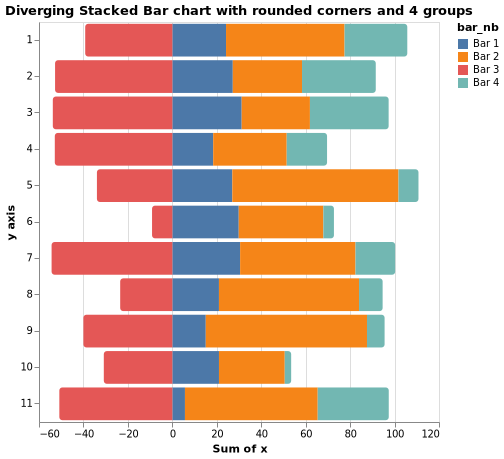 Diverging Stacked Bar chart with rounded corners and 4 groups
bar_nb
Bar 1
Bar 2
Bar 3
Bar 4
y axis
1
2
3
4
5
6
7
8
9
10
11
−60 −40 −20 0 20 40 60 80 100 120
Sum of x